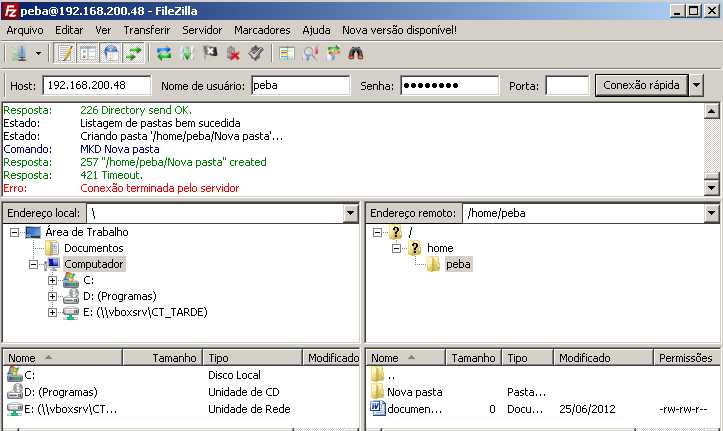 peba@192.168.200.48 - FileZilla
Arquivo Editar Ver Transferir Servidor Marcadores Ajuda Nova versão disponível!
Host: 192.168.200.48 Nome de usuário: peba Senha: ●●●●●●●● Porta: Conexão rápida
Resposta: 226 Directory send OK.
Estado: Listagem de pastas bem sucedida
Estado: Criando pasta '/home/peba/Nova pasta'...
Comando: MKD Nova pasta
Resposta: 257 "/home/peba/Nova pasta" created
Resposta: 421 Timeout.
Erro: Conexão terminada pelo servidor
Endereço local: \
Área de Trabalho
Documentos
Computador
C:
D: (Programas)
E: (\\vboxsrv\CT_TARDE)
Endereço remoto: /home/peba
/
home
peba
Nome Tamanho Tipo Modificado
C: Disco Local
D: (Programas) Unidade de CD
E: (\\vboxsrv\CT... Unidade de Rede
Nome Tamanho Tipo Modificado Permissões
..
Nova pasta Pasta...
documen... 0 Docu... 25/06/2012 -rw-rw-r--